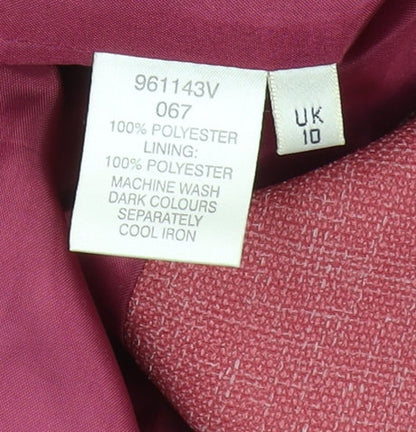 961143V
067
100% POLYESTER
LINING:
100% POLYESTER
MACHINE WASH
DARK COLOURS
SEPARATELY
COOL IRON
UK
10